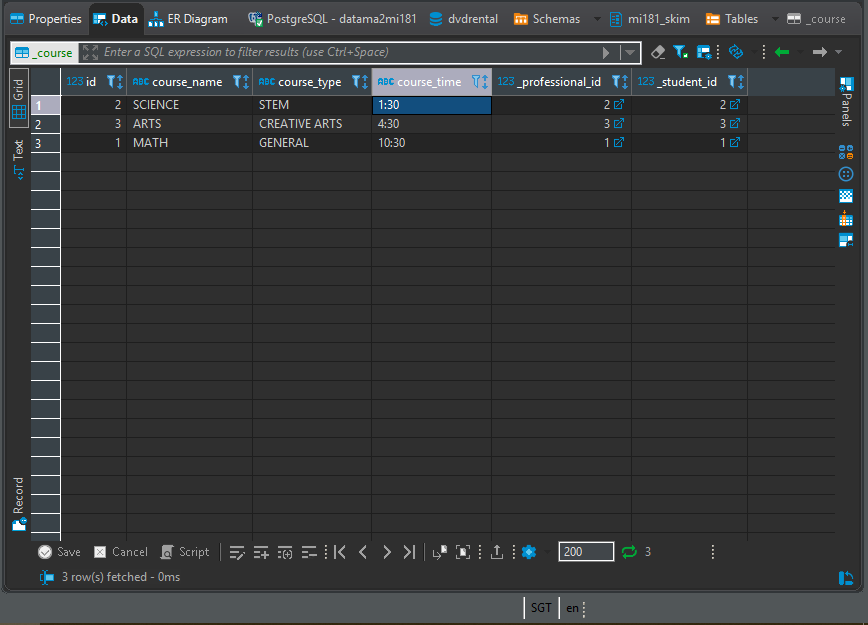 Properties Data ER Diagram PostgreSQL - datama2mi181 dvdrental Schemas mi181_skim Tables _course
_course Enter a SQL expression to filter results (use Ctrl+Space)
Grid
Text
Record
Panels
123 id ABC course_name ABC course_type ABC course_time 123 _professional_id 123 _student_id
1 2 SCIENCE STEM 1:30 2 2
2 3 ARTS CREATIVE ARTS 4:30 3 3
3 1 MATH GENERAL 10:30 1 1
Save Cancel Script 200 3
3 row(s) fetched - 0ms
SGT en